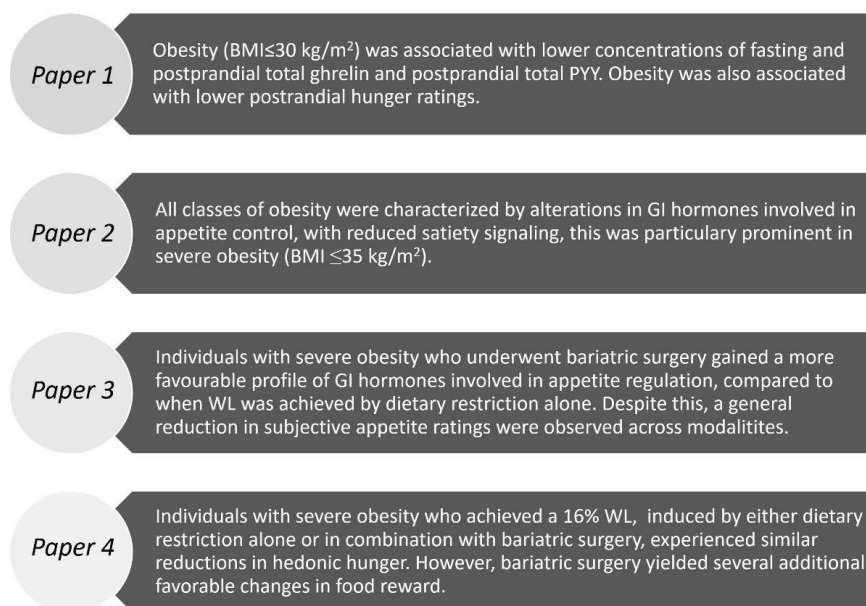 Paper 1
Obesity (BMI≤30 kg/m²) was associated with lower concentrations of fasting and
postprandial total ghrelin and postprandial total PYY. Obesity was also associated
with lower postrandial hunger ratings.
Paper 2
All classes of obesity were characterized by alterations in GI hormones involved in
appetite control, with reduced satiety signaling, this was particulary prominent in
severe obesity (BMI ≤35 kg/m²).
Paper 3
Individuals with severe obesity who underwent bariatric surgery gained a more
favourable profile of GI hormones involved in appetite regulation, compared to
when WL was achieved by dietary restriction alone. Despite this, a general
reduction in subjective appetite ratings were observed across modalitites.
Paper 4
Individuals with severe obesity who achieved a 16% WL, induced by either dietary
restriction alone or in combination with bariatric surgery, experienced similar
reductions in hedonic hunger. However, bariatric surgery yielded several additional
favorable changes in food reward.